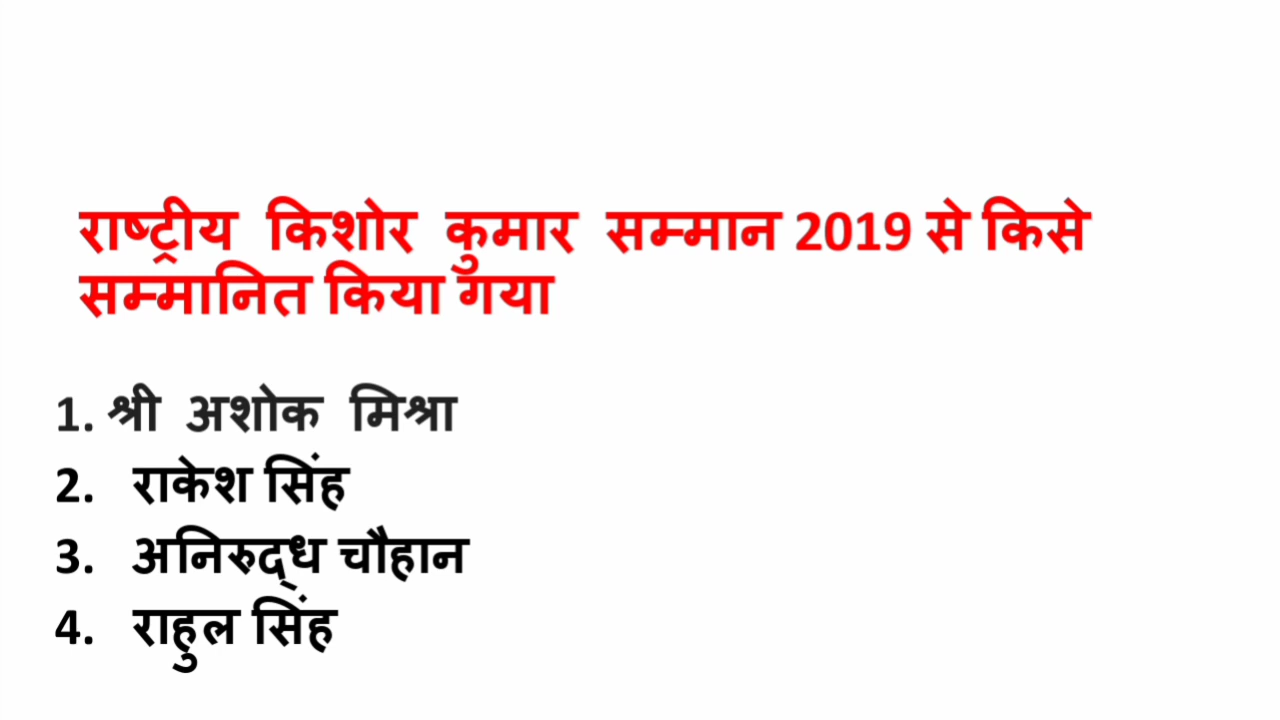 राष्ट्रीय किशोर कुमार सम्मान 2019 से किसे
सम्मानित किया गया
1. श्री अशोक मिश्रा
2. राकेश सिंह
3. अनिरुद्ध चौहान
4. राहुल सिंह